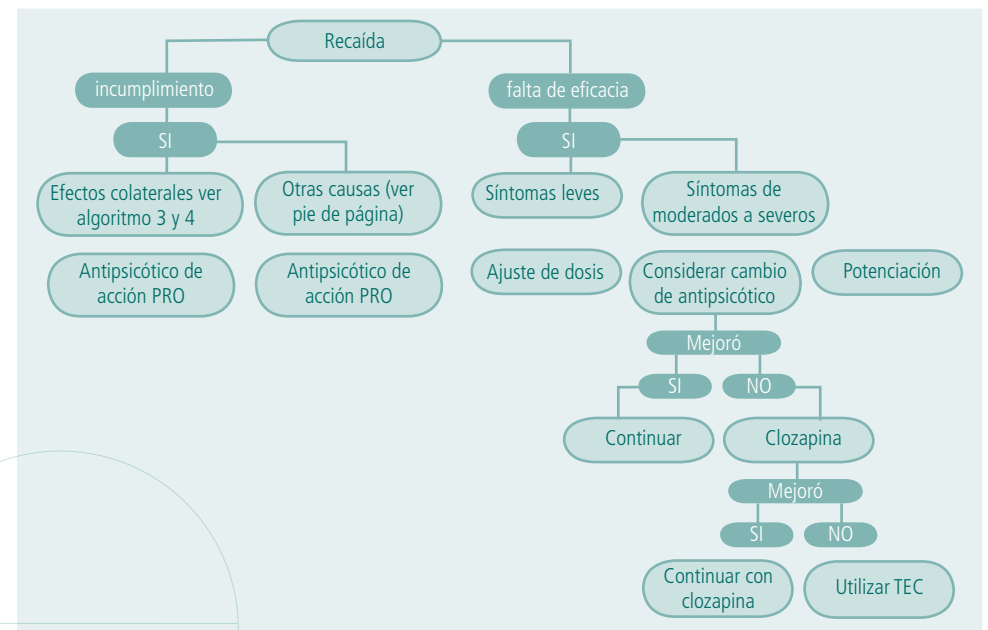 Recaída
incumplimiento
falta de eficacia
SI
SI
Efectos colaterales ver
algoritmo 3 y 4
Otras causas (ver
pie de página)
Síntomas leves
Síntomas de
moderados a severos
Antipsicótico de
acción PRO
Antipsicótico de
acción PRO
Ajuste de dosis
Considerar cambio
de antipsicótico
Potenciación
Mejoró
SI
NO
Continuar
Clozapina
Mejoró
SI
NO
Continuar con
clozapina
Utilizar TEC